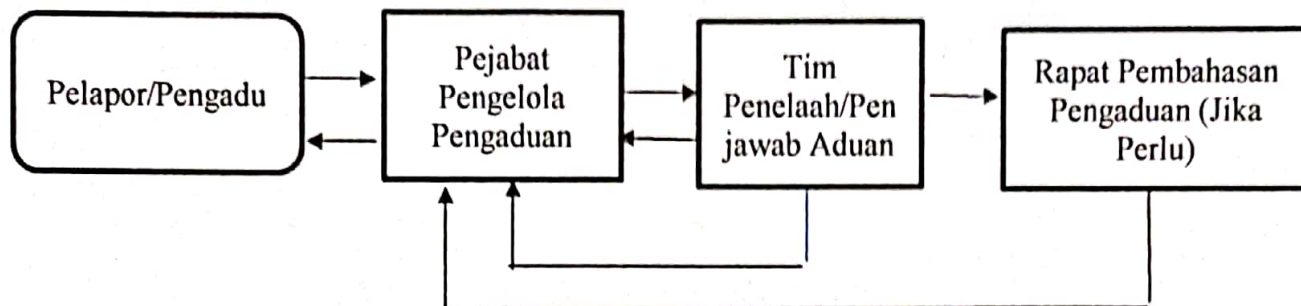 Pelapor/Pengadu
Pejabat
Pengelola
Pengaduan
Tim
Penelaah/Pen
jawab Aduan
Rapat Pembahasan
Pengaduan (Jika
Perlu)